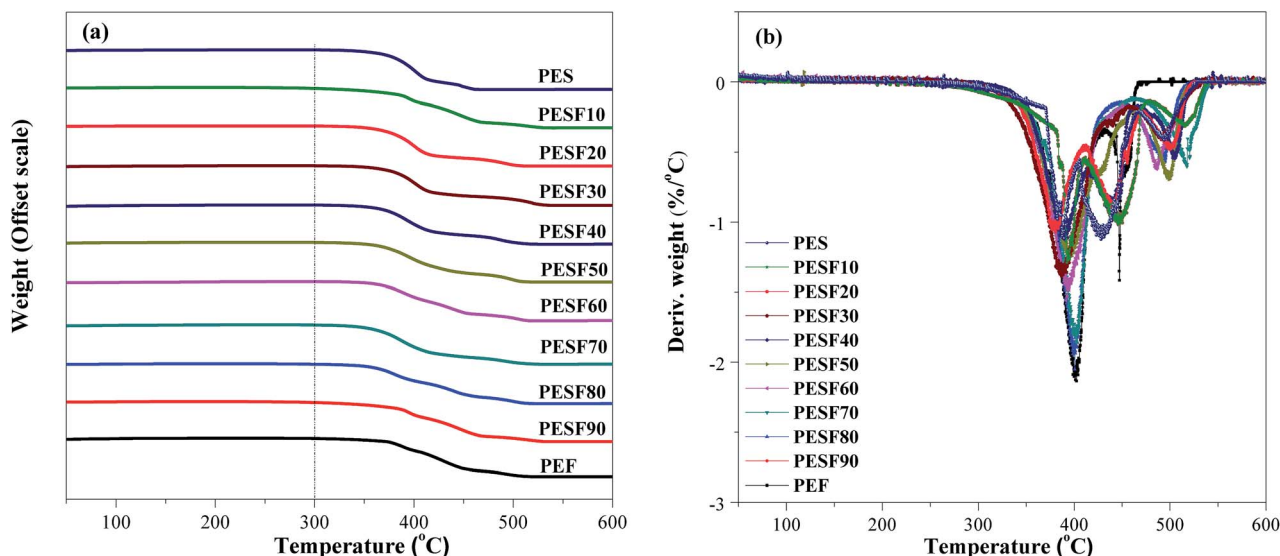 (a)
PES
PESF10
PESF20
PESF30
PESF40
PESF50
PESF60
PESF70
PESF80
PESF90
PEF
Weight (Offset scale)
100 200 300 400 500 600
Temperature (°C)
(b)
0
-1
-2
-3
Deriv. weight (%/°C)
PES
PESF10
PESF20
PESF30
PESF40
PESF50
PESF60
PESF70
PESF80
PESF90
PEF
100 200 300 400 500 600
Temperature (°C)